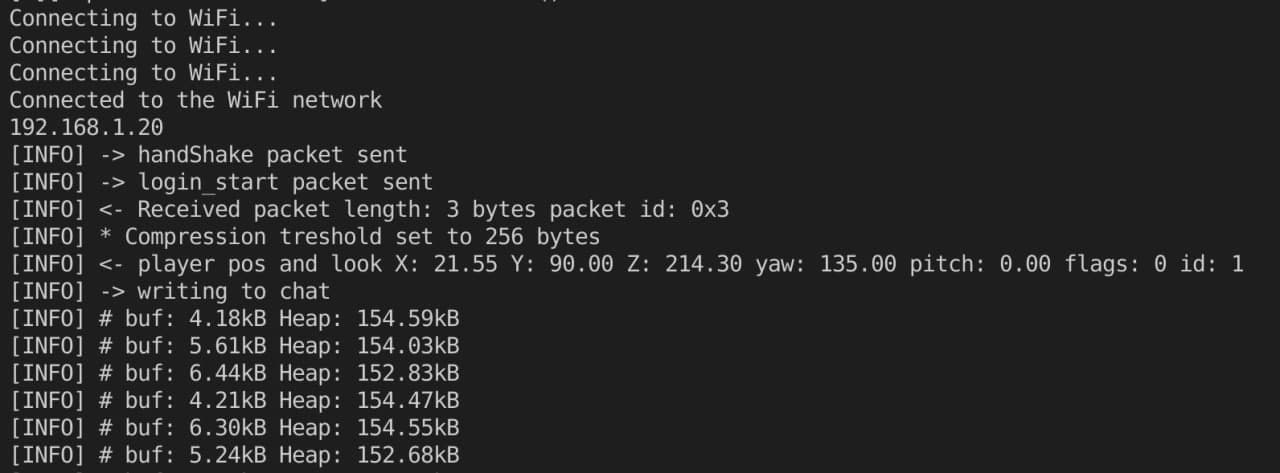 Connecting to WiFi...
Connecting to WiFi...
Connecting to WiFi...
Connected to the WiFi network
192.168.1.20
[INFO] -> handShake packet sent
[INFO] -> login_start packet sent
[INFO] <- Received packet length: 3 bytes packet id: 0x3
[INFO] * Compression treshold set to 256 bytes
[INFO] <- player pos and look X: 21.55 Y: 90.00 Z: 214.30 yaw: 135.00 pitch: 0.00 flags: 0 id: 1
[INFO] -> writing to chat
[INFO] # buf: 4.18kB Heap: 154.59kB
[INFO] # buf: 5.61kB Heap: 154.03kB
[INFO] # buf: 6.44kB Heap: 152.83kB
[INFO] # buf: 4.21kB Heap: 154.47kB
[INFO] # buf: 6.30kB Heap: 154.55kB
[INFO] # buf: 5.24kB Heap: 152.68kB